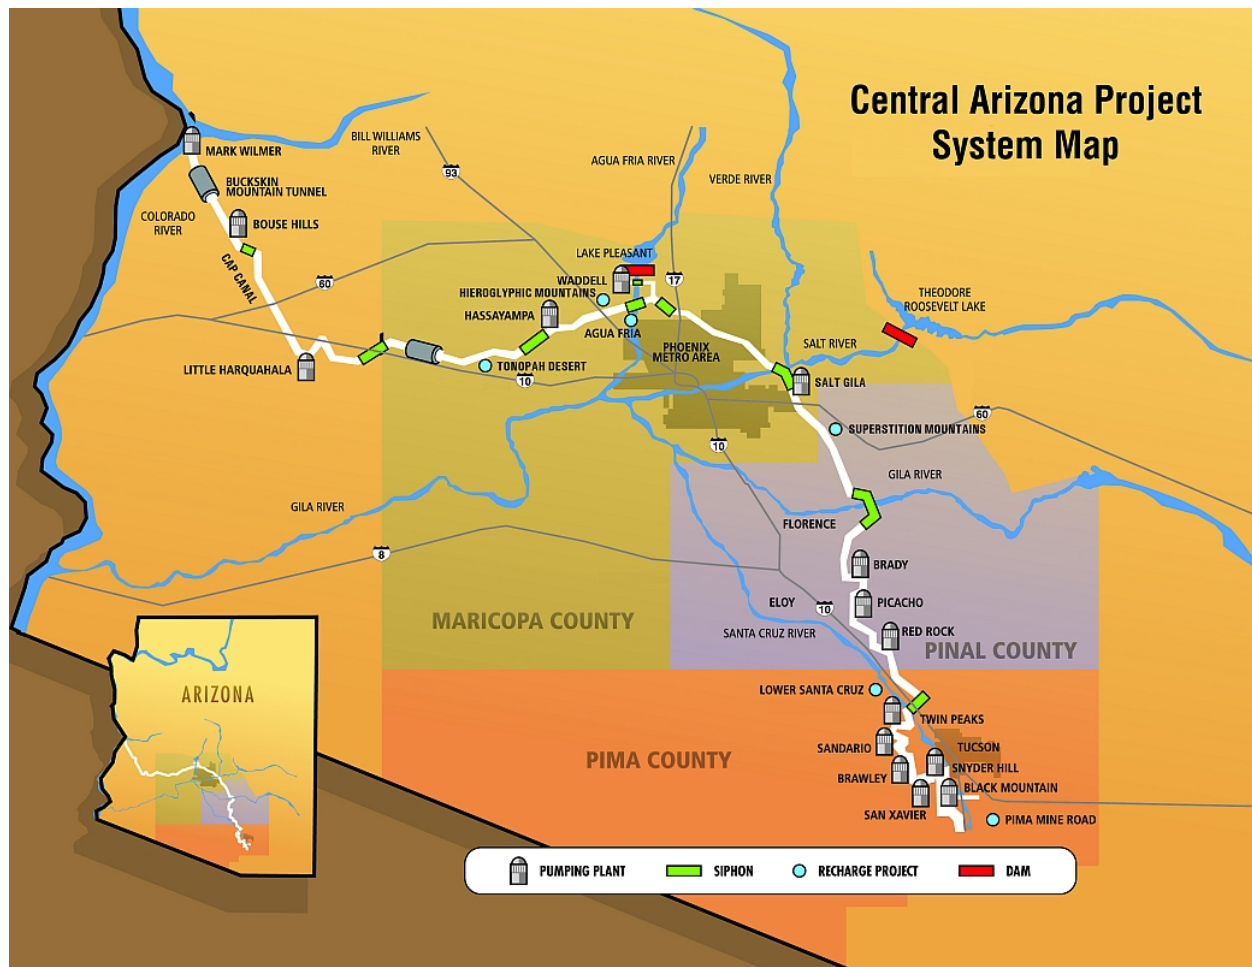 Central Arizona Project
System Map
BILL WILLIAMS
RIVER
MARK WILMER
93
AGUA FRIA RIVER
VERDE RIVER
BUCKSKIN
MOUNTAIN TUNNEL
COLORADO
RIVER
BOUSE HILLS
CAP CANAL
60
LAKE PLEASANT
WADDELL
17
HIEROGLYPHIC MOUNTAINS
HASSAYAMPA
AGUA FRIA
THEODORE
ROOSEVELT LAKE
PHOENIX
METRO AREA
SALT RIVER
LITTLE HARQUAHALA
TONOPAH DESERT
10
SALT GILA
60
SUPERSTITION MOUNTAINS
10
GILA RIVER
GILA RIVER
FLORENCE
8
BRADY
ELOY
10
PICACHO
MARICOPA COUNTY
SANTA CRUZ RIVER
RED ROCK
PINAL COUNTY
LOWER SANTA CRUZ
ARIZONA
TWIN PEAKS
SANDARIO
TUCSON
PIMA COUNTY
SNYDER HILL
BRAWLEY
BLACK MOUNTAIN
SAN XAVIER
PIMA MINE ROAD
PUMPING PLANT
SIPHON
RECHARGE PROJECT
DAM